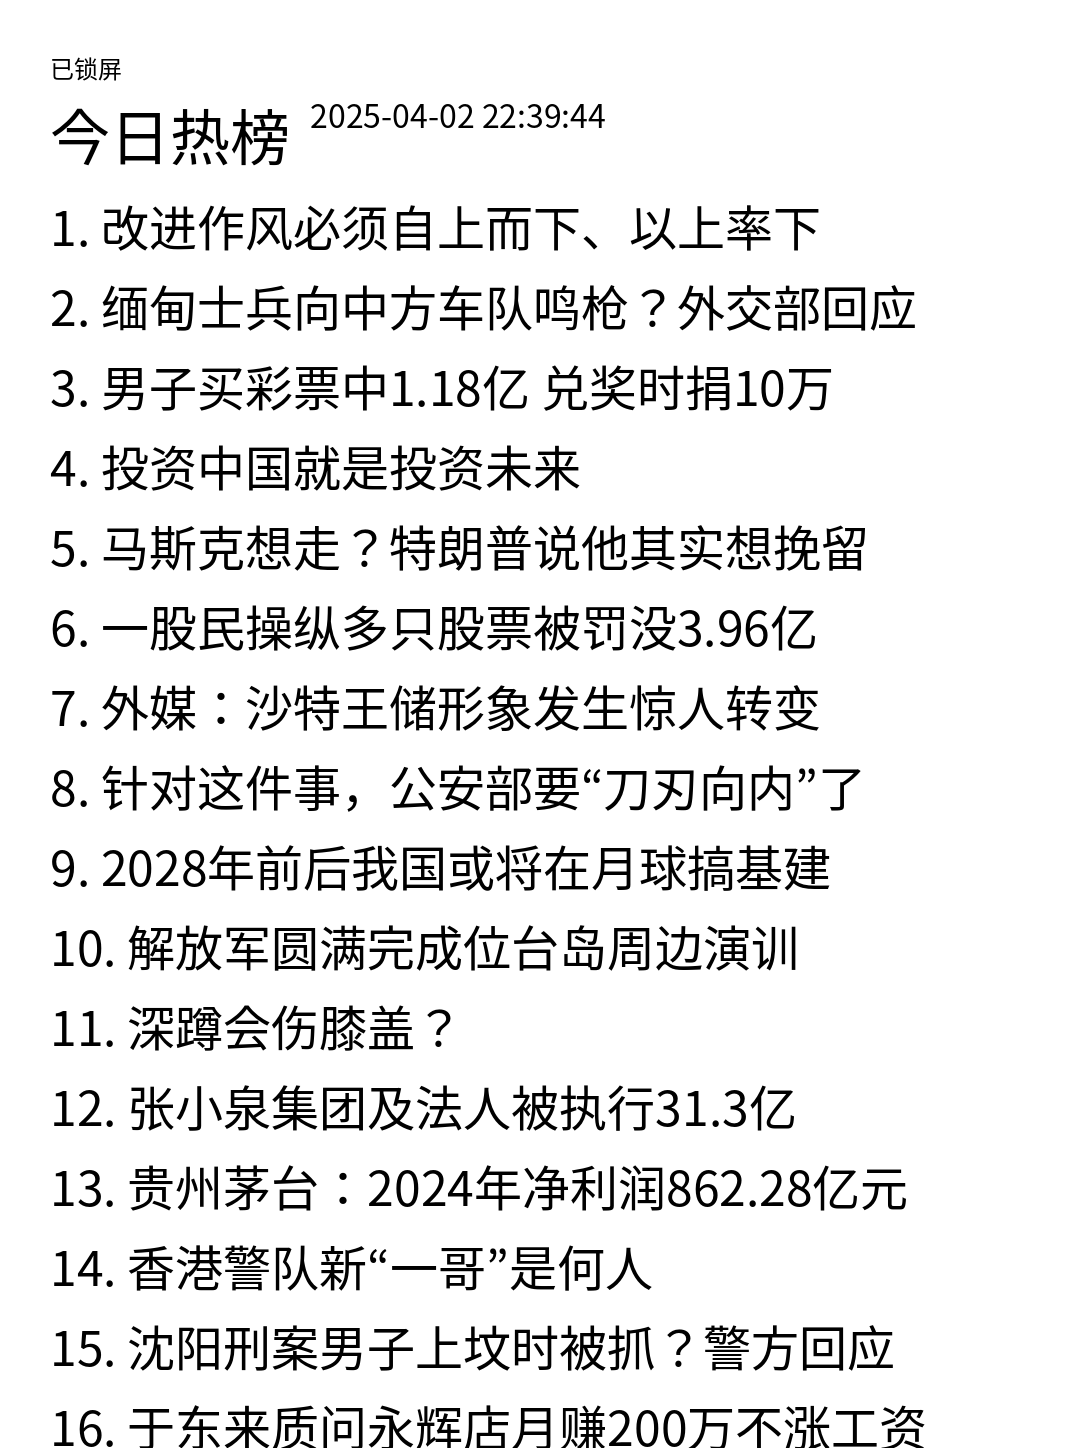 已锁屏
今日热榜 2025-04-02 22:39:44
1. 改进作风必须自上而下、以上率下
2. 缅甸士兵向中方车队鸣枪？外交部回应
3. 男子买彩票中1.18亿 兑奖时捐10万
4. 投资中国就是投资未来
5. 马斯克想走？特朗普说他其实想挽留
6. 一股民操纵多只股票被罚没3.96亿
7. 外媒：沙特王储形象发生惊人转变
8. 针对这件事，公安部要“刀刃向内”了
9. 2028年前后我国或将在月球搞基建
10. 解放军圆满完成位台岛周边演训
11. 深蹲会伤膝盖？
12. 张小泉集团及法人被执行31.3亿
13. 贵州茅台：2024年净利润862.28亿元
14. 香港警队新“一哥”是何人
15. 沈阳刑案男子上坟时被抓？警方回应
16. 于东来质问永辉店月赚200万不涨工资